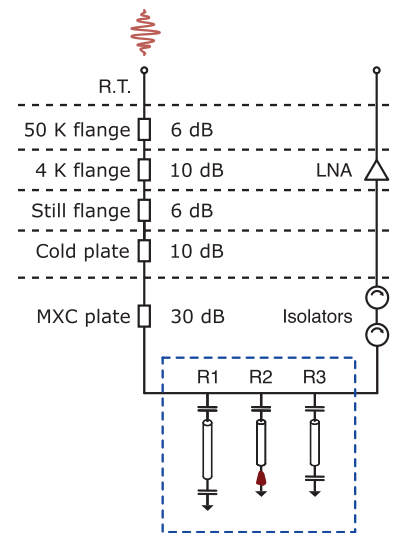 R.T.
50 K flange 6 dB
4 K flange 10 dB LNA
Still flange 6 dB
Cold plate 10 dB
MXC plate 30 dB Isolators
R1 R2 R3